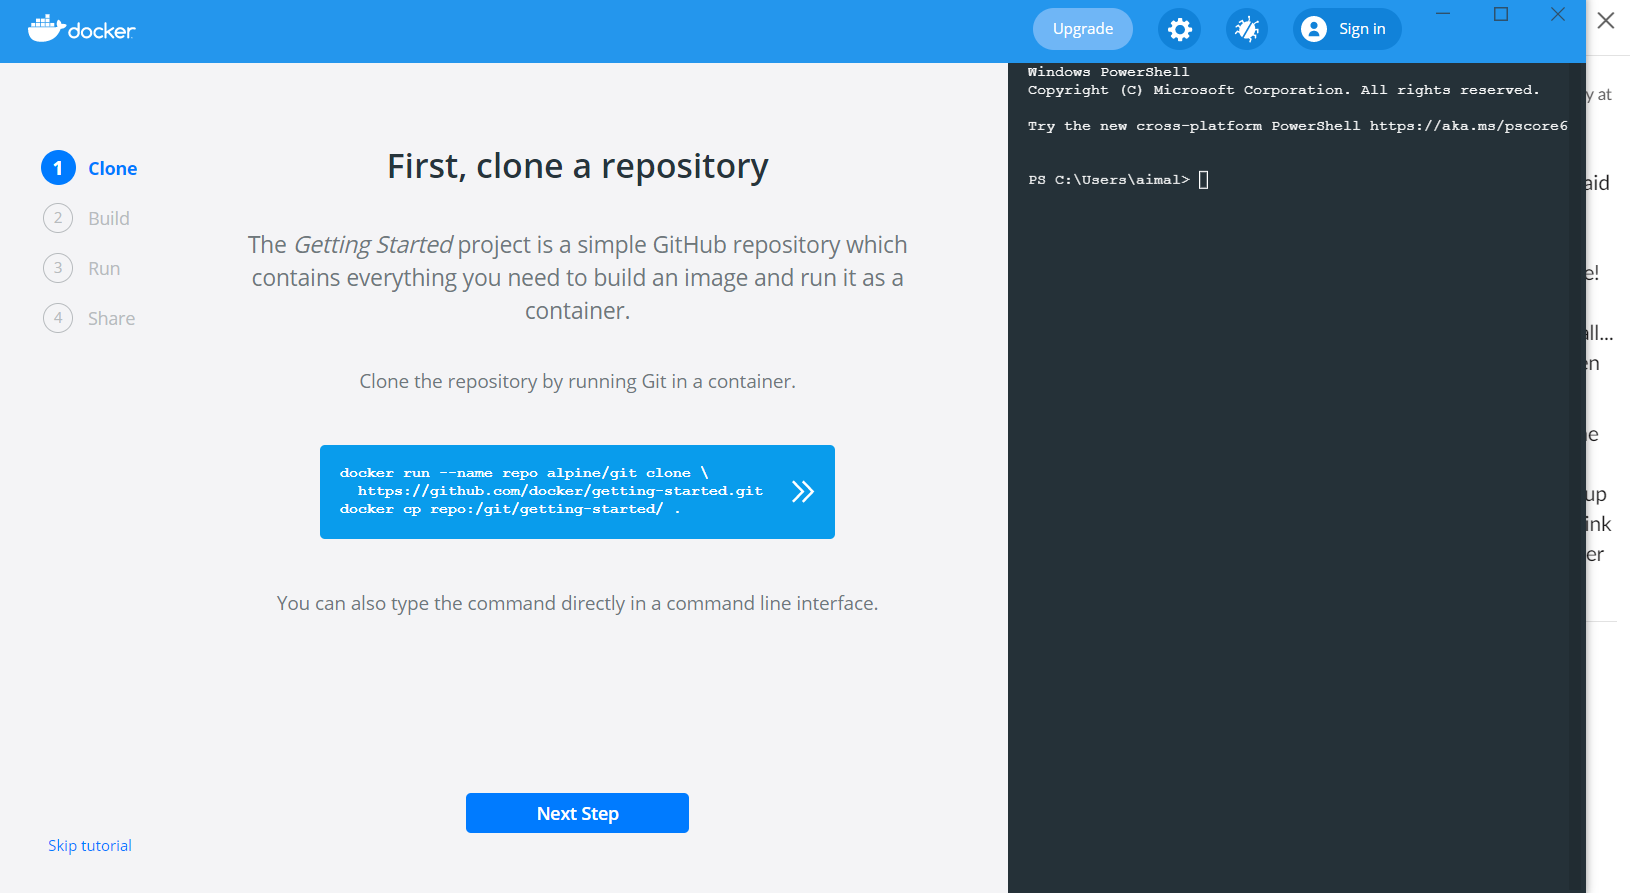 docker
Upgrade
Sign in
1 Clone
2 Build
3 Run
4 Share
First, clone a repository
The Getting Started project is a simple GitHub repository which
contains everything you need to build an image and run it as a
container.
Clone the repository by running Git in a container.
docker run --name repo alpine/git clone \
https://github.com/docker/getting-started.git
docker cp repo:/git/getting-started/ .
You can also type the command directly in a command line interface.
Next Step
Skip tutorial
Windows PowerShell
Copyright (C) Microsoft Corporation. All rights reserved.
Try the new cross-platform PowerShell https://aka.ms/pscore6
PS C:\Users\aimal>
y at
aid
e!
all...
en
e
up
ink
er